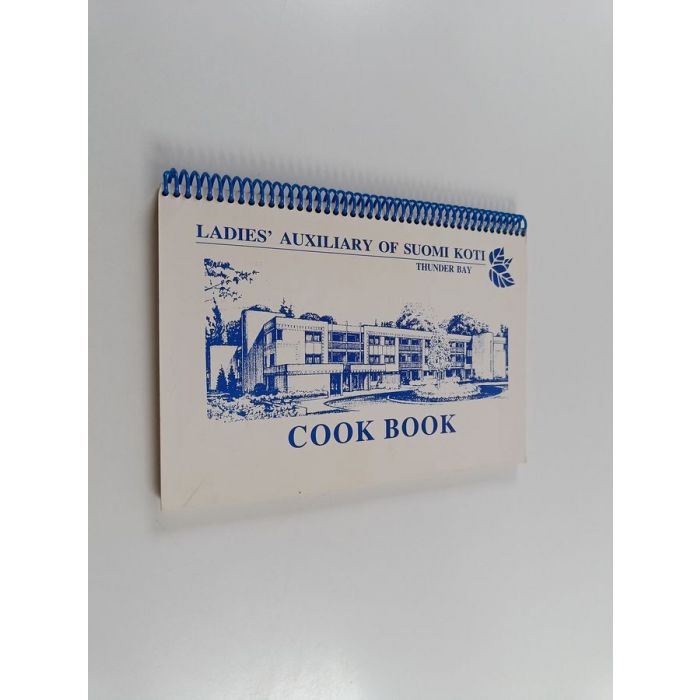 LADIES' AUXILIARY OF SUOMI KOTI
THUNDER BAY
COOK BOOK